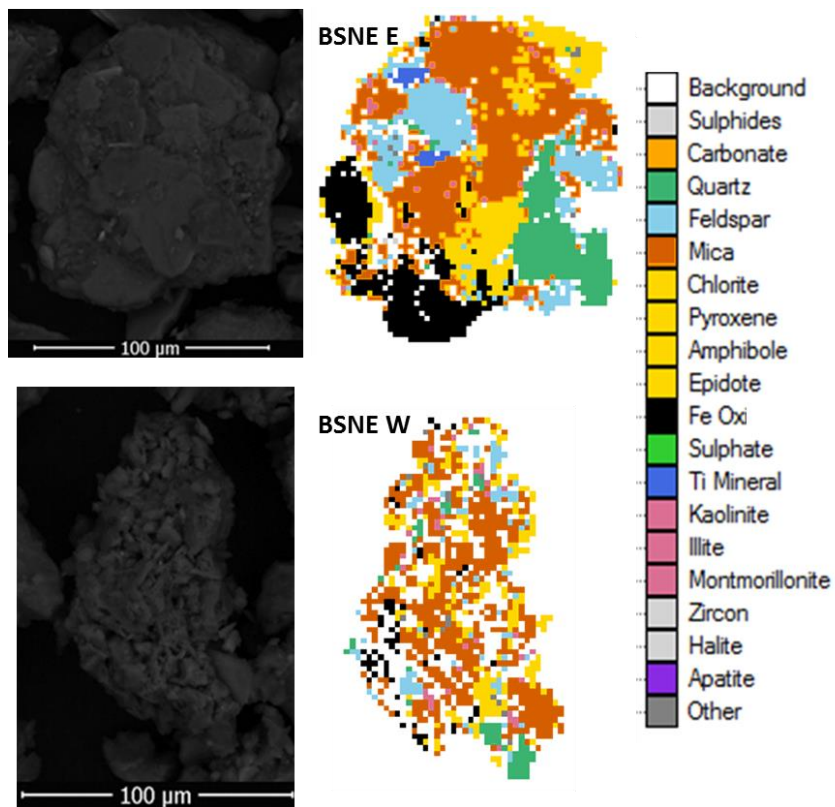 BSNE E
100 µm
BSNE W
100 µm
Background
Sulphides
Carbonate
Quartz
Feldspar
Mica
Chlorite
Pyroxene
Amphibole
Epidote
Fe Oxi
Sulphate
Ti Mineral
Kaolinite
Illite
Montmorillonite
Zircon
Halite
Apatite
Other